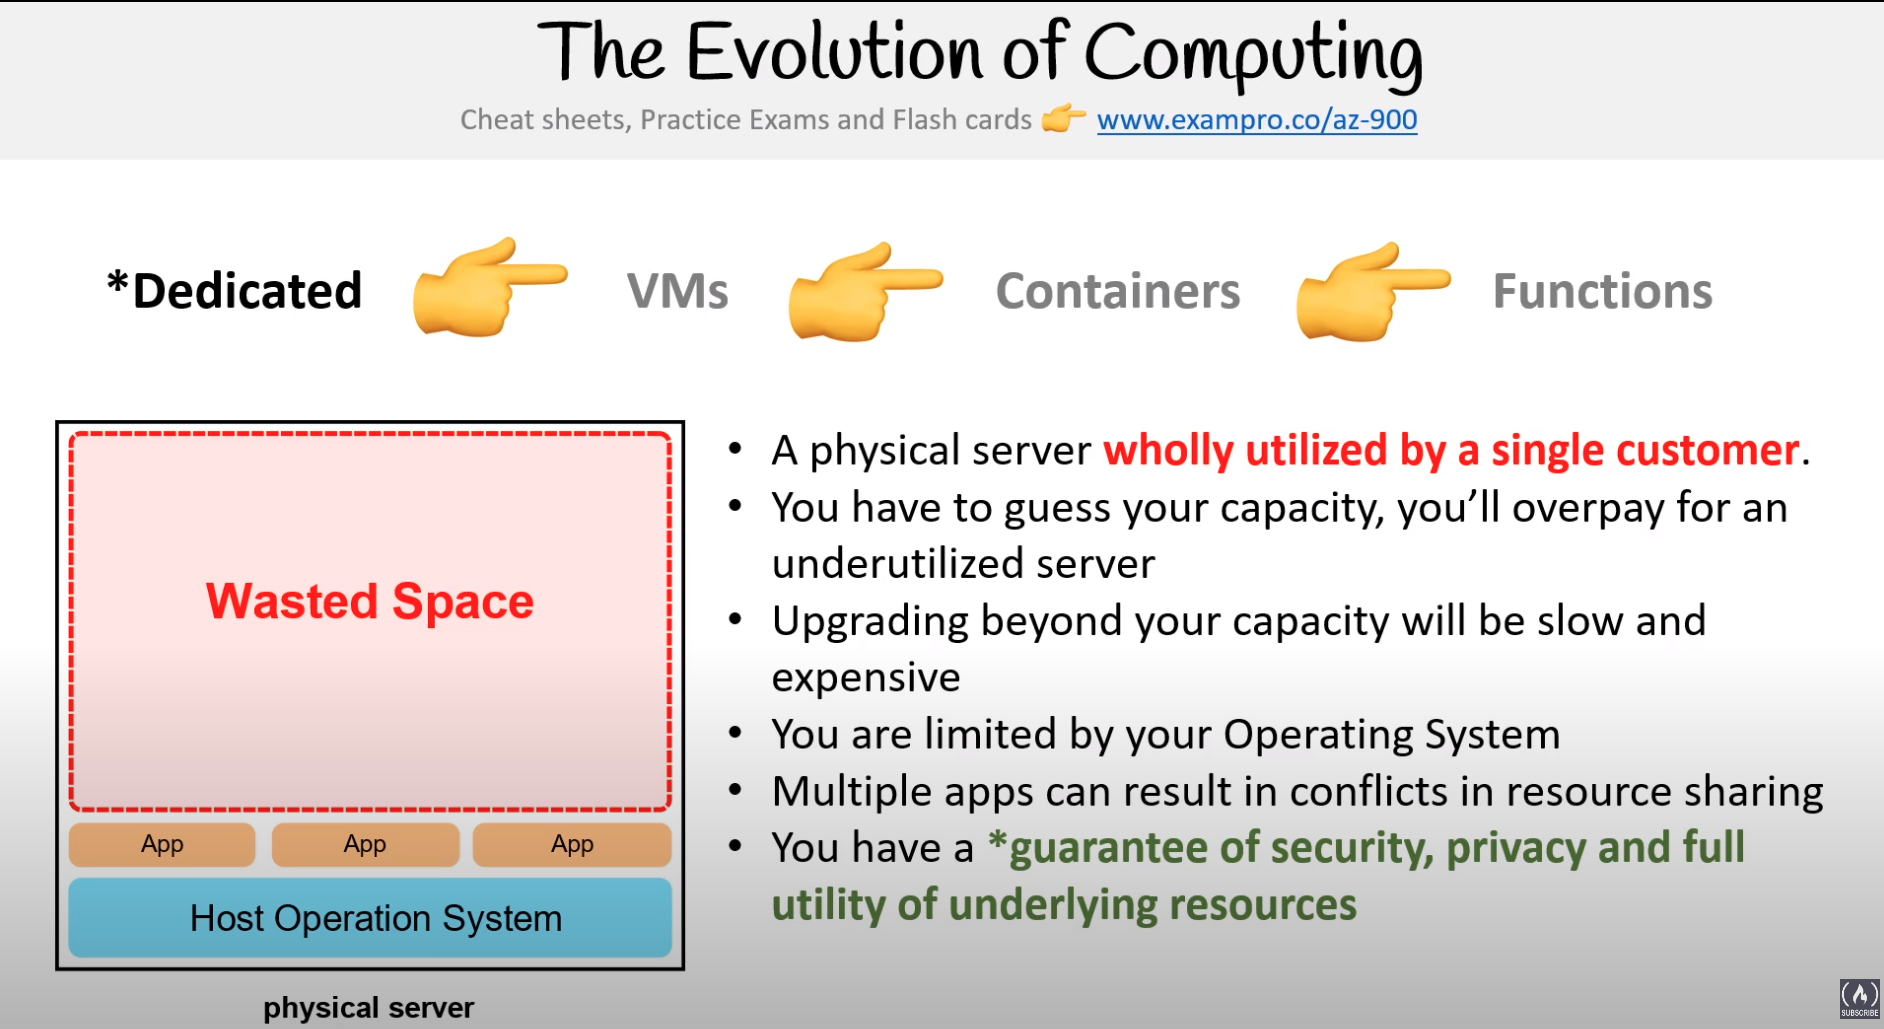 The Evolution of Computing
Cheat sheets, Practice Exams and Flash cards 👉 www.exampro.co/az-900
*Dedicated 👉 VMs 👉 Containers 👉 Functions
Wasted Space
App App App
Host Operation System
physical server
• A physical server wholly utilized by a single customer.
• You have to guess your capacity, you’ll overpay for an
underutilized server
• Upgrading beyond your capacity will be slow and
expensive
• You are limited by your Operating System
• Multiple apps can result in conflicts in resource sharing
• You have a *guarantee of security, privacy and full
utility of underlying resources
SUBSCRIBE